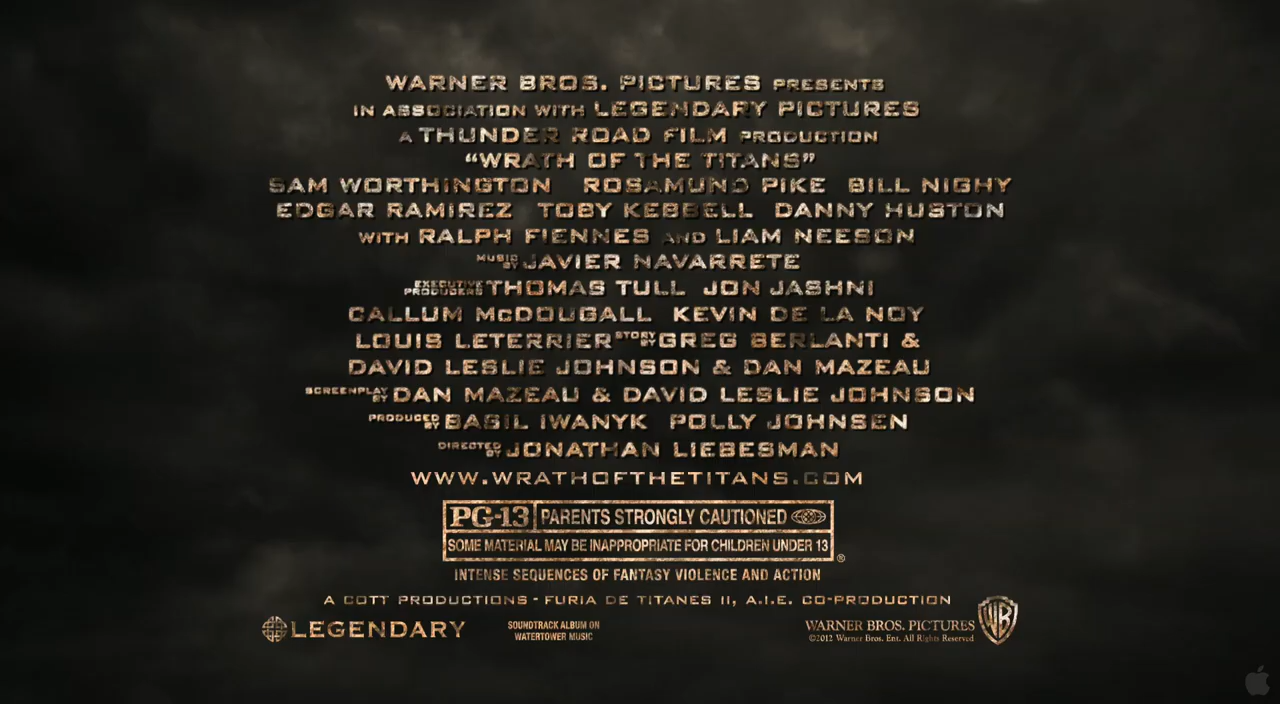 WARNER BROS. PICTURES PRESENTS
IN ASSOCIATION WITH LEGENDARY PICTURES
A THUNDER ROAD FILM PRODUCTION
“WRATH OF THE TITANS”
SAM WORTHINGTON ROSAMUND PIKE BILL NIGHY
EDGAR RAMIREZ TOBY KEBBELL DANNY HUSTON
WITH RALPH FIENNES AND LIAM NEESON
MUSIC BY JAVIER NAVARRETE
EXECUTIVE PRODUCERS THOMAS TULL JON JASHNI
CALLUM McDOUGALL KEVIN DE LA NOY
LOUIS LETERRIER STORY BY GREG BERLANTI &
DAVID LESLIE JOHNSON & DAN MAZEAU
SCREENPLAY BY DAN MAZEAU & DAVID LESLIE JOHNSON
PRODUCED BY BASIL IWANYK POLLY JOHNSEN
DIRECTED BY JONATHAN LIEBESMAN
WWW.WRATHOFTHETITANS.COM
PG-13 PARENTS STRONGLY CAUTIONED
SOME MATERIAL MAY BE INAPPROPRIATE FOR CHILDREN UNDER 13 ®
INTENSE SEQUENCES OF FANTASY VIOLENCE AND ACTION
A COTT PRODUCTIONS - FURIA DE TITANES II, A.I.E. CO-PRODUCTION
LEGENDARY
SOUNDTRACK ALBUM ON
WATERTOWER MUSIC
WARNER BROS. PICTURES
©2012 Warner Bros. Ent. All Rights Reserved
WB